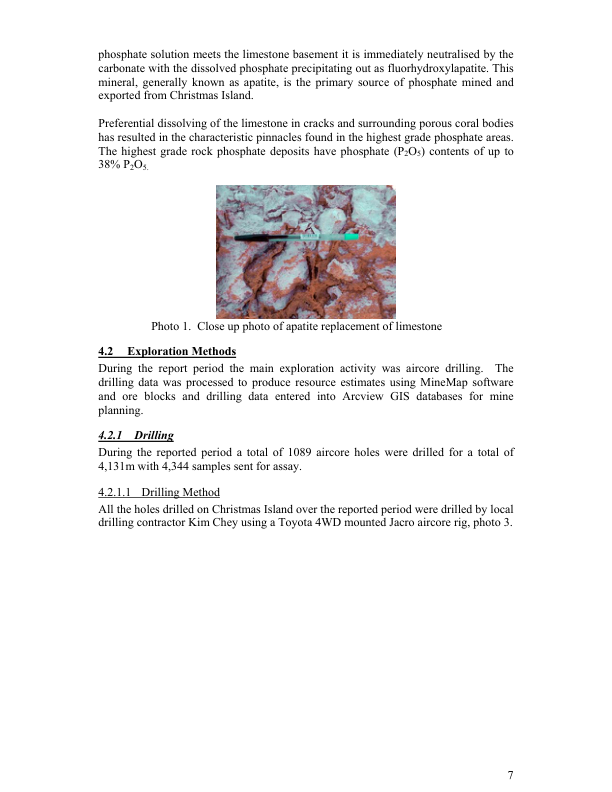 phosphate solution meets the limestone basement it is immediately neutralised by the
carbonate with the dissolved phosphate precipitating out as fluorhydroxylapatite. This
mineral, generally known as apatite, is the primary source of phosphate mined and
exported from Christmas Island.
Preferential dissolving of the limestone in cracks and surrounding porous coral bodies
has resulted in the characteristic pinnacles found in the highest grade phosphate areas.
The highest grade rock phosphate deposits have phosphate (P₂O₅) contents of up to
38% P₂O₅.
Photo 1. Close up photo of apatite replacement of limestone
4.2 Exploration Methods
During the report period the main exploration activity was aircore drilling. The
drilling data was processed to produce resource estimates using MineMap software
and ore blocks and drilling data entered into Arcview GIS databases for mine
planning.
4.2.1 Drilling
During the reported period a total of 1089 aircore holes were drilled for a total of
4,131m with 4,344 samples sent for assay.
4.2.1.1 Drilling Method
All the holes drilled on Christmas Island over the reported period were drilled by local
drilling contractor Kim Chey using a Toyota 4WD mounted Jacro aircore rig, photo 3.
7